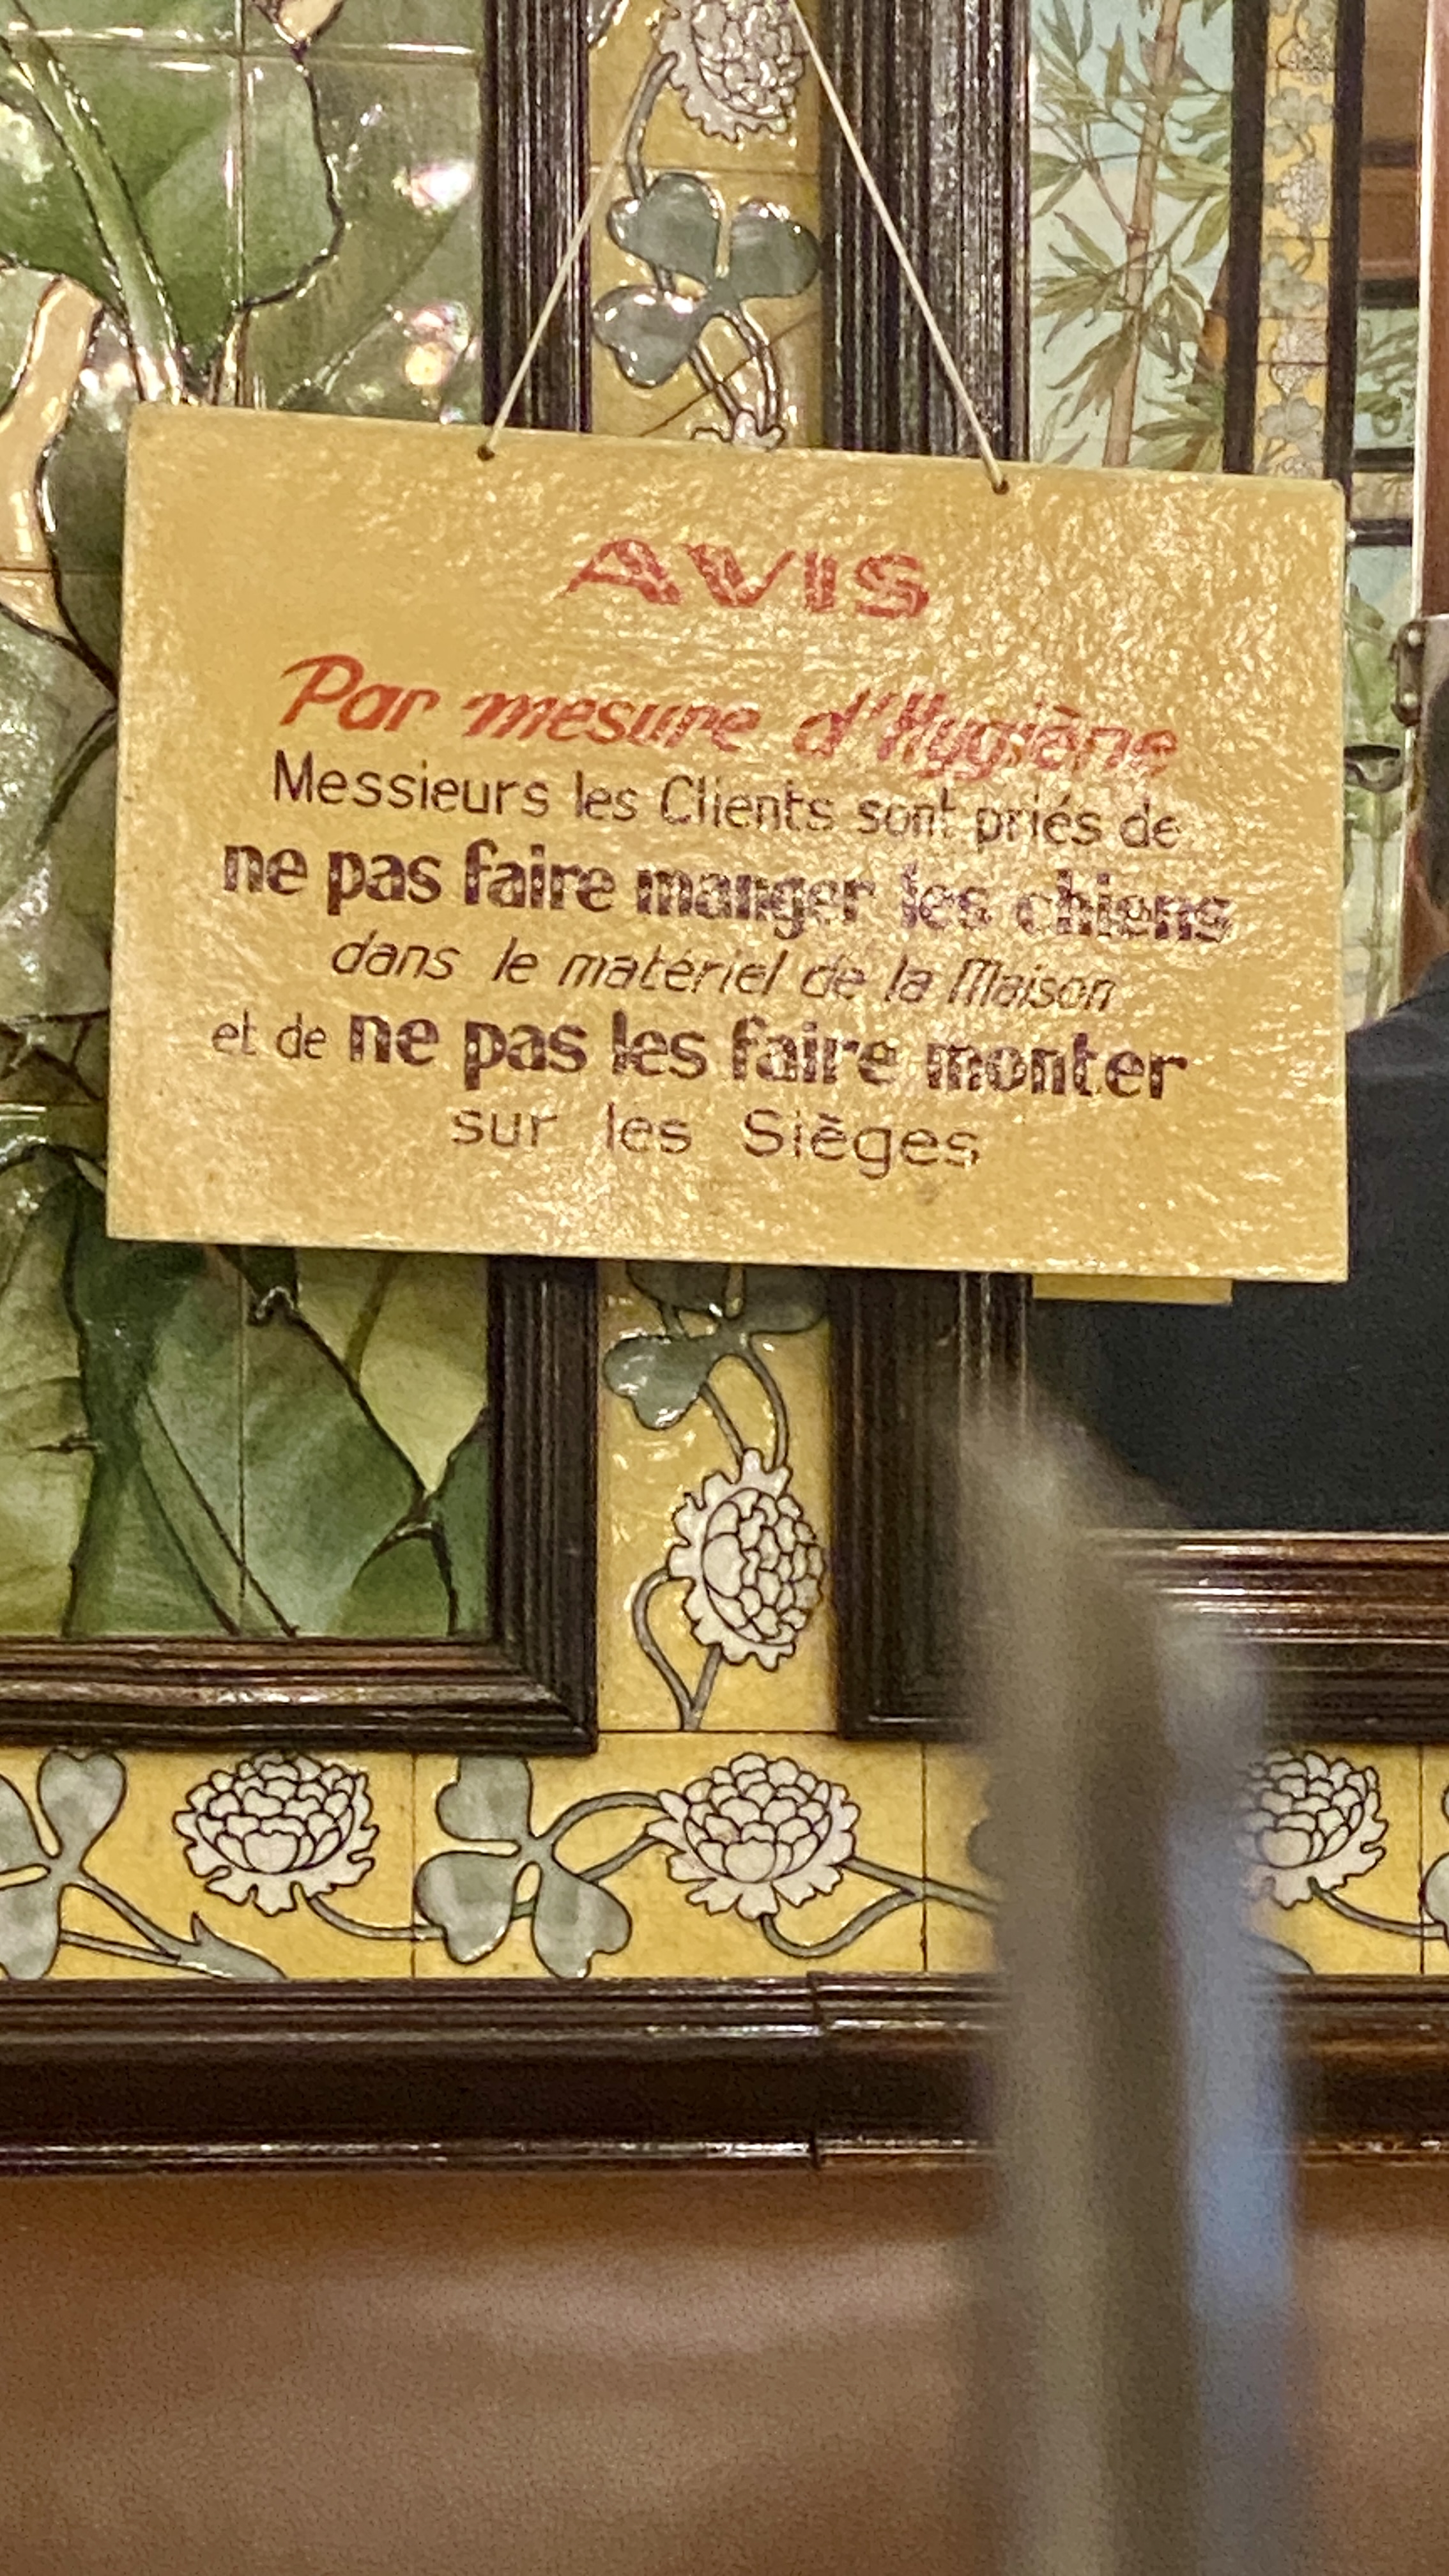 AVIS
Par mesure d'Hygiène
Messieurs les Clients sont priés de
ne pas faire manger les chiens
dans le matériel de la Maison
et de ne pas les faire monter
sur les Sièges